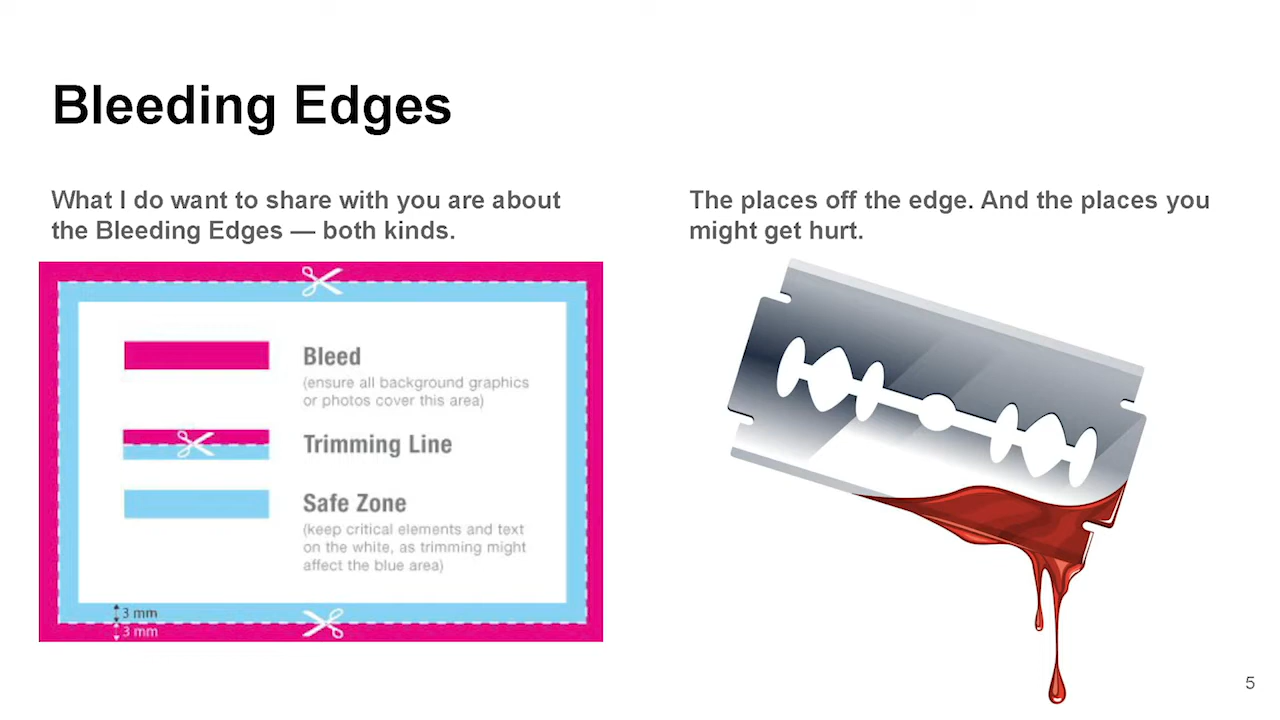 Bleeding Edges
What I do want to share with you are about
the Bleeding Edges — both kinds.
Bleed
(ensure all background graphics
or photos cover this area)
Trimming Line
Safe Zone
(keep critical elements and text
on the white, as trimming might
affect the blue area)
3 mm
3 mm
The places off the edge. And the places you
might get hurt.
5